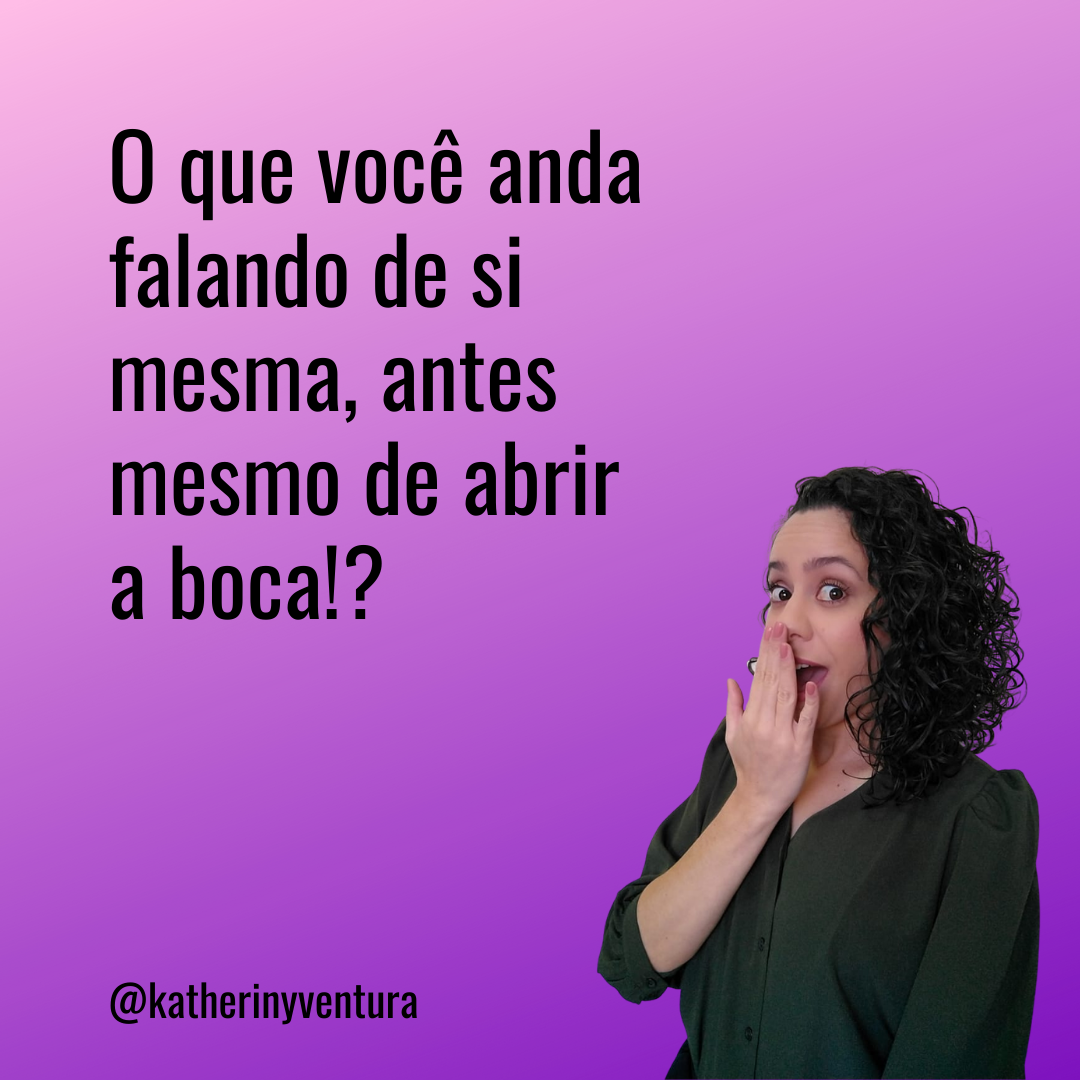 O que você anda
falando de si
mesma, antes
mesmo de abrir
a boca!?
@katherinyventura